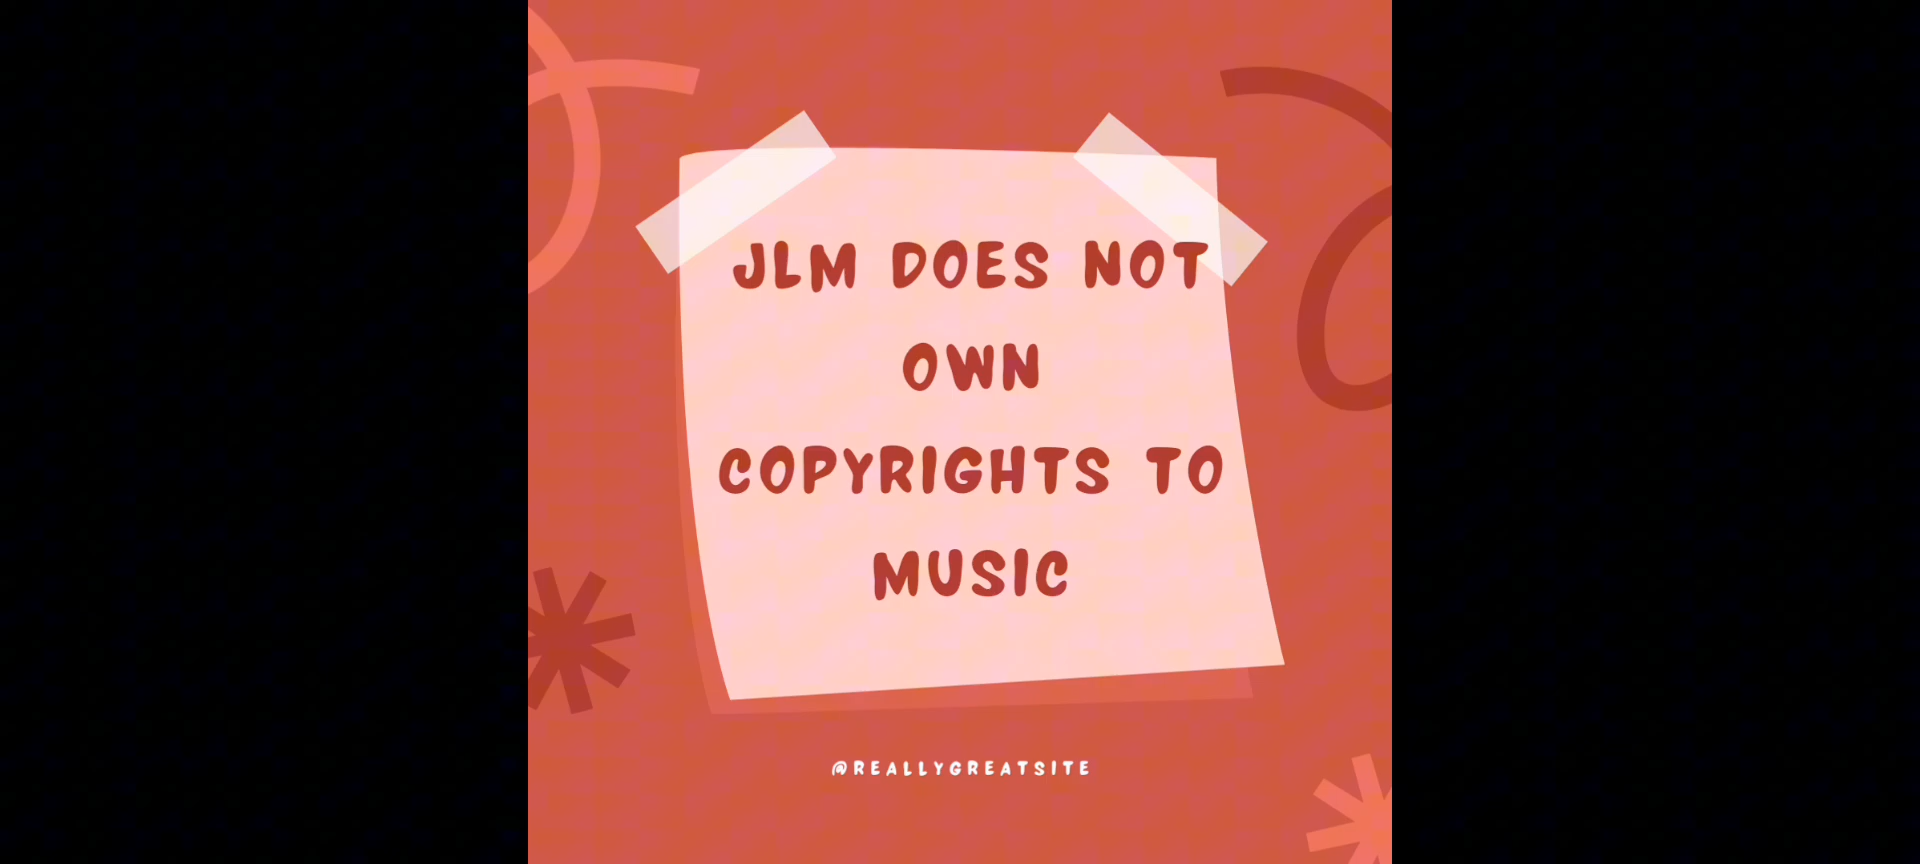 JLM DOES NOT
OWN
COPYRIGHTS TO
MUSIC
@REALLYGREATSITE